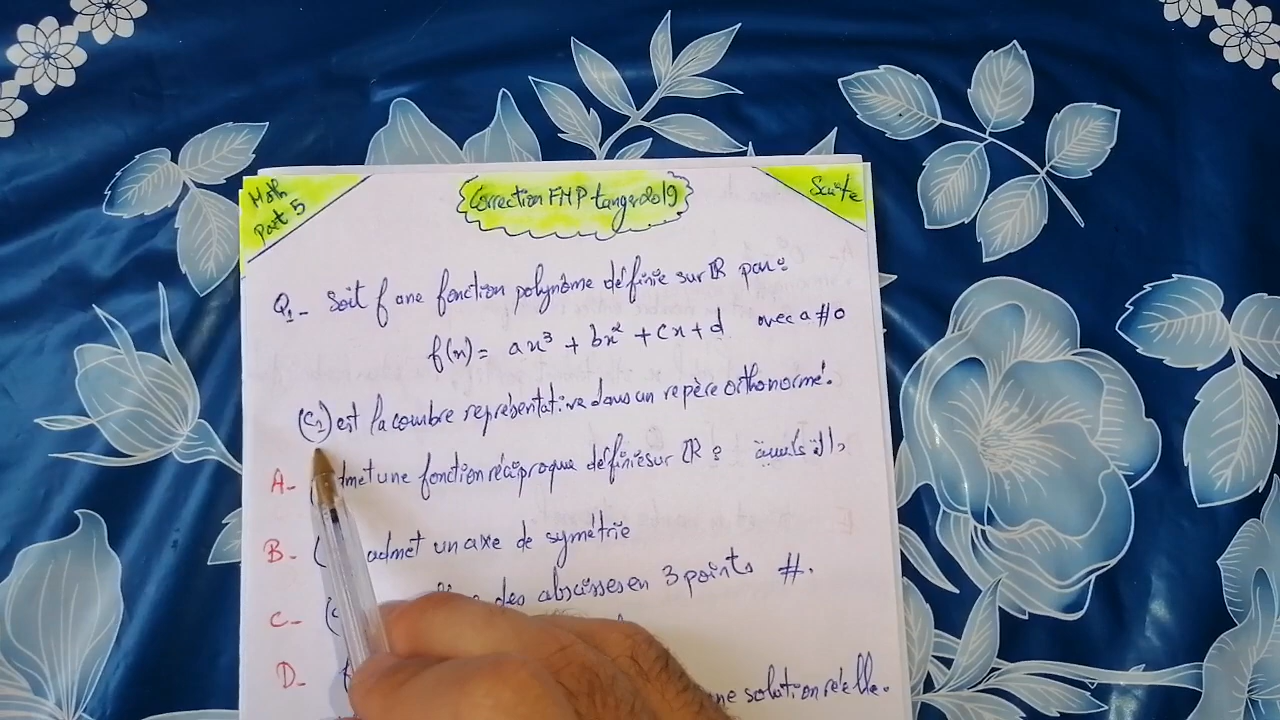 Math
Part 5
Correction FMP-tanger2019
Suite
Q1- Soit f une fonction polynôme définie sur ℝ par:
f(x) = ax³ + bx² + cx + d avec a ≠ 0
(C1) est la courbe représentative dans un repère orthonormé.
A- admet une fonction réciproque définie sur ℝ ?
B- ( admet un axe de symétrie
C- (C des abscisses en 3 points ≠.
D- f une solution réelle.